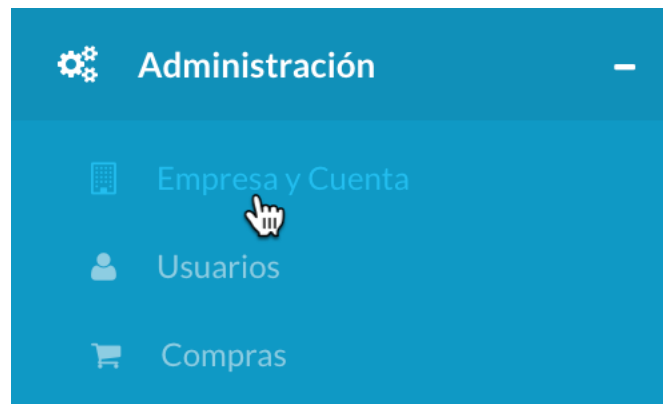 Administración
Empresa y Cuenta
Usuarios
Compras